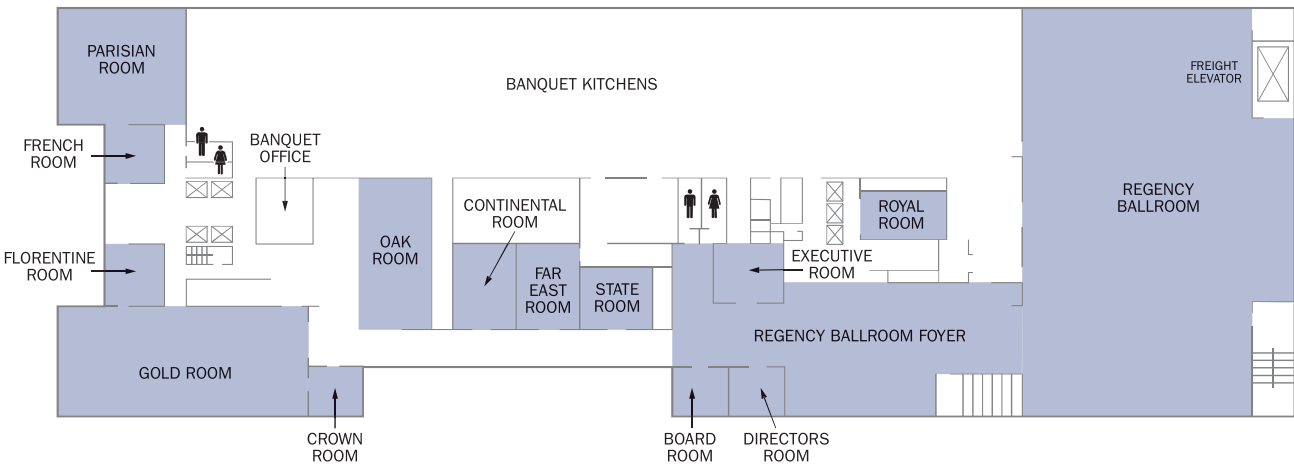 PARISIAN
ROOM
BANQUET KITCHENS
FREIGHT
ELEVATOR
FRENCH
ROOM
BANQUET
OFFICE
REGENCY
BALLROOM
CONTINENTAL
ROOM
ROYAL
ROOM
OAK
ROOM
FLORENTINE
ROOM
FAR
EAST
ROOM
STATE
ROOM
EXECUTIVE
ROOM
REGENCY BALLROOM FOYER
GOLD ROOM
CROWN
ROOM
BOARD
ROOM
DIRECTORS
ROOM